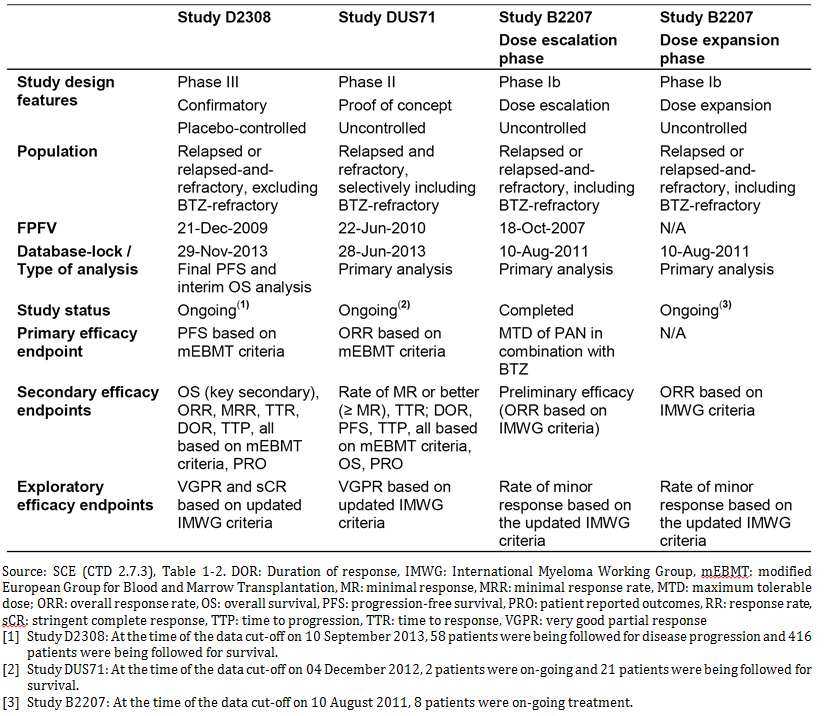 Study D2308 Study DUS71 Study B2207 Study B2207
Dose escalation phase Dose expansion phase
Study design features Phase III Phase II Phase Ib Phase Ib
Confirmatory Proof of concept Dose escalation Dose expansion
Placebo-controlled Uncontrolled Uncontrolled Uncontrolled
Population Relapsed or Relapsed and Relapsed or Relapsed or
relapsed-and- refractory, relapsed-and- relapsed-and-
refractory, excluding selectively including refractory, including refractory, including
BTZ-refractory BTZ-refractory BTZ-refractory BTZ-refractory
FPFV 21-Dec-2009 22-Jun-2010 18-Oct-2007 N/A
Database-lock / 29-Nov-2013 28-Jun-2013 10-Aug-2011 10-Aug-2011
Type of analysis Final PFS and Primary analysis Primary analysis Primary analysis
interim OS analysis
Study status Ongoing(1) Ongoing(2) Completed Ongoing(3)
Primary efficacy PFS based on ORR based on MTD of PAN in N/A
endpoint mEBMT criteria mEBMT criteria combination with
BTZ
Secondary efficacy OS (key secondary), Rate of MR or better Preliminary efficacy ORR based on
endpoints ORR, MRR, TTR, (≥ MR), TTR; DOR, (ORR based on IMWG criteria
DOR, TTP, all PFS, TTP, all based IMWG criteria)
based on mEBMT on mEBMT criteria,
criteria, PRO OS, PRO
Exploratory VGPR and sCR VGPR based on Rate of minor Rate of minor
efficacy endpoints based on updated updated IMWG response based on response based on
IMWG criteria criteria the updated IMWG the updated IMWG
criteria criteria
Source: SCE (CTD 2.7.3), Table 1-2. DOR: Duration of response, IMWG: International Myeloma Working Group, mEBMT: modified
European Group for Blood and Marrow Transplantation, MR: minimal response, MRR: minimal response rate, MTD: maximum tolerable
dose; ORR: overall response rate, OS: overall survival, PFS: progression-free survival, PRO: patient reported outcomes, RR: response rate,
sCR: stringent complete response, TTP: time to progression, TTR: time to response, VGPR: very good partial response
[1] Study D2308: At the time of the data cut-off on 10 September 2013, 58 patients were being followed for disease progression and 416
patients were being followed for survival.
[2] Study DUS71: At the time of the data cut-off on 04 December 2012, 2 patients were on-going and 21 patients were being followed for
survival.
[3] Study B2207: At the time of the data cut-off on 10 August 2011, 8 patients were on-going treatment.